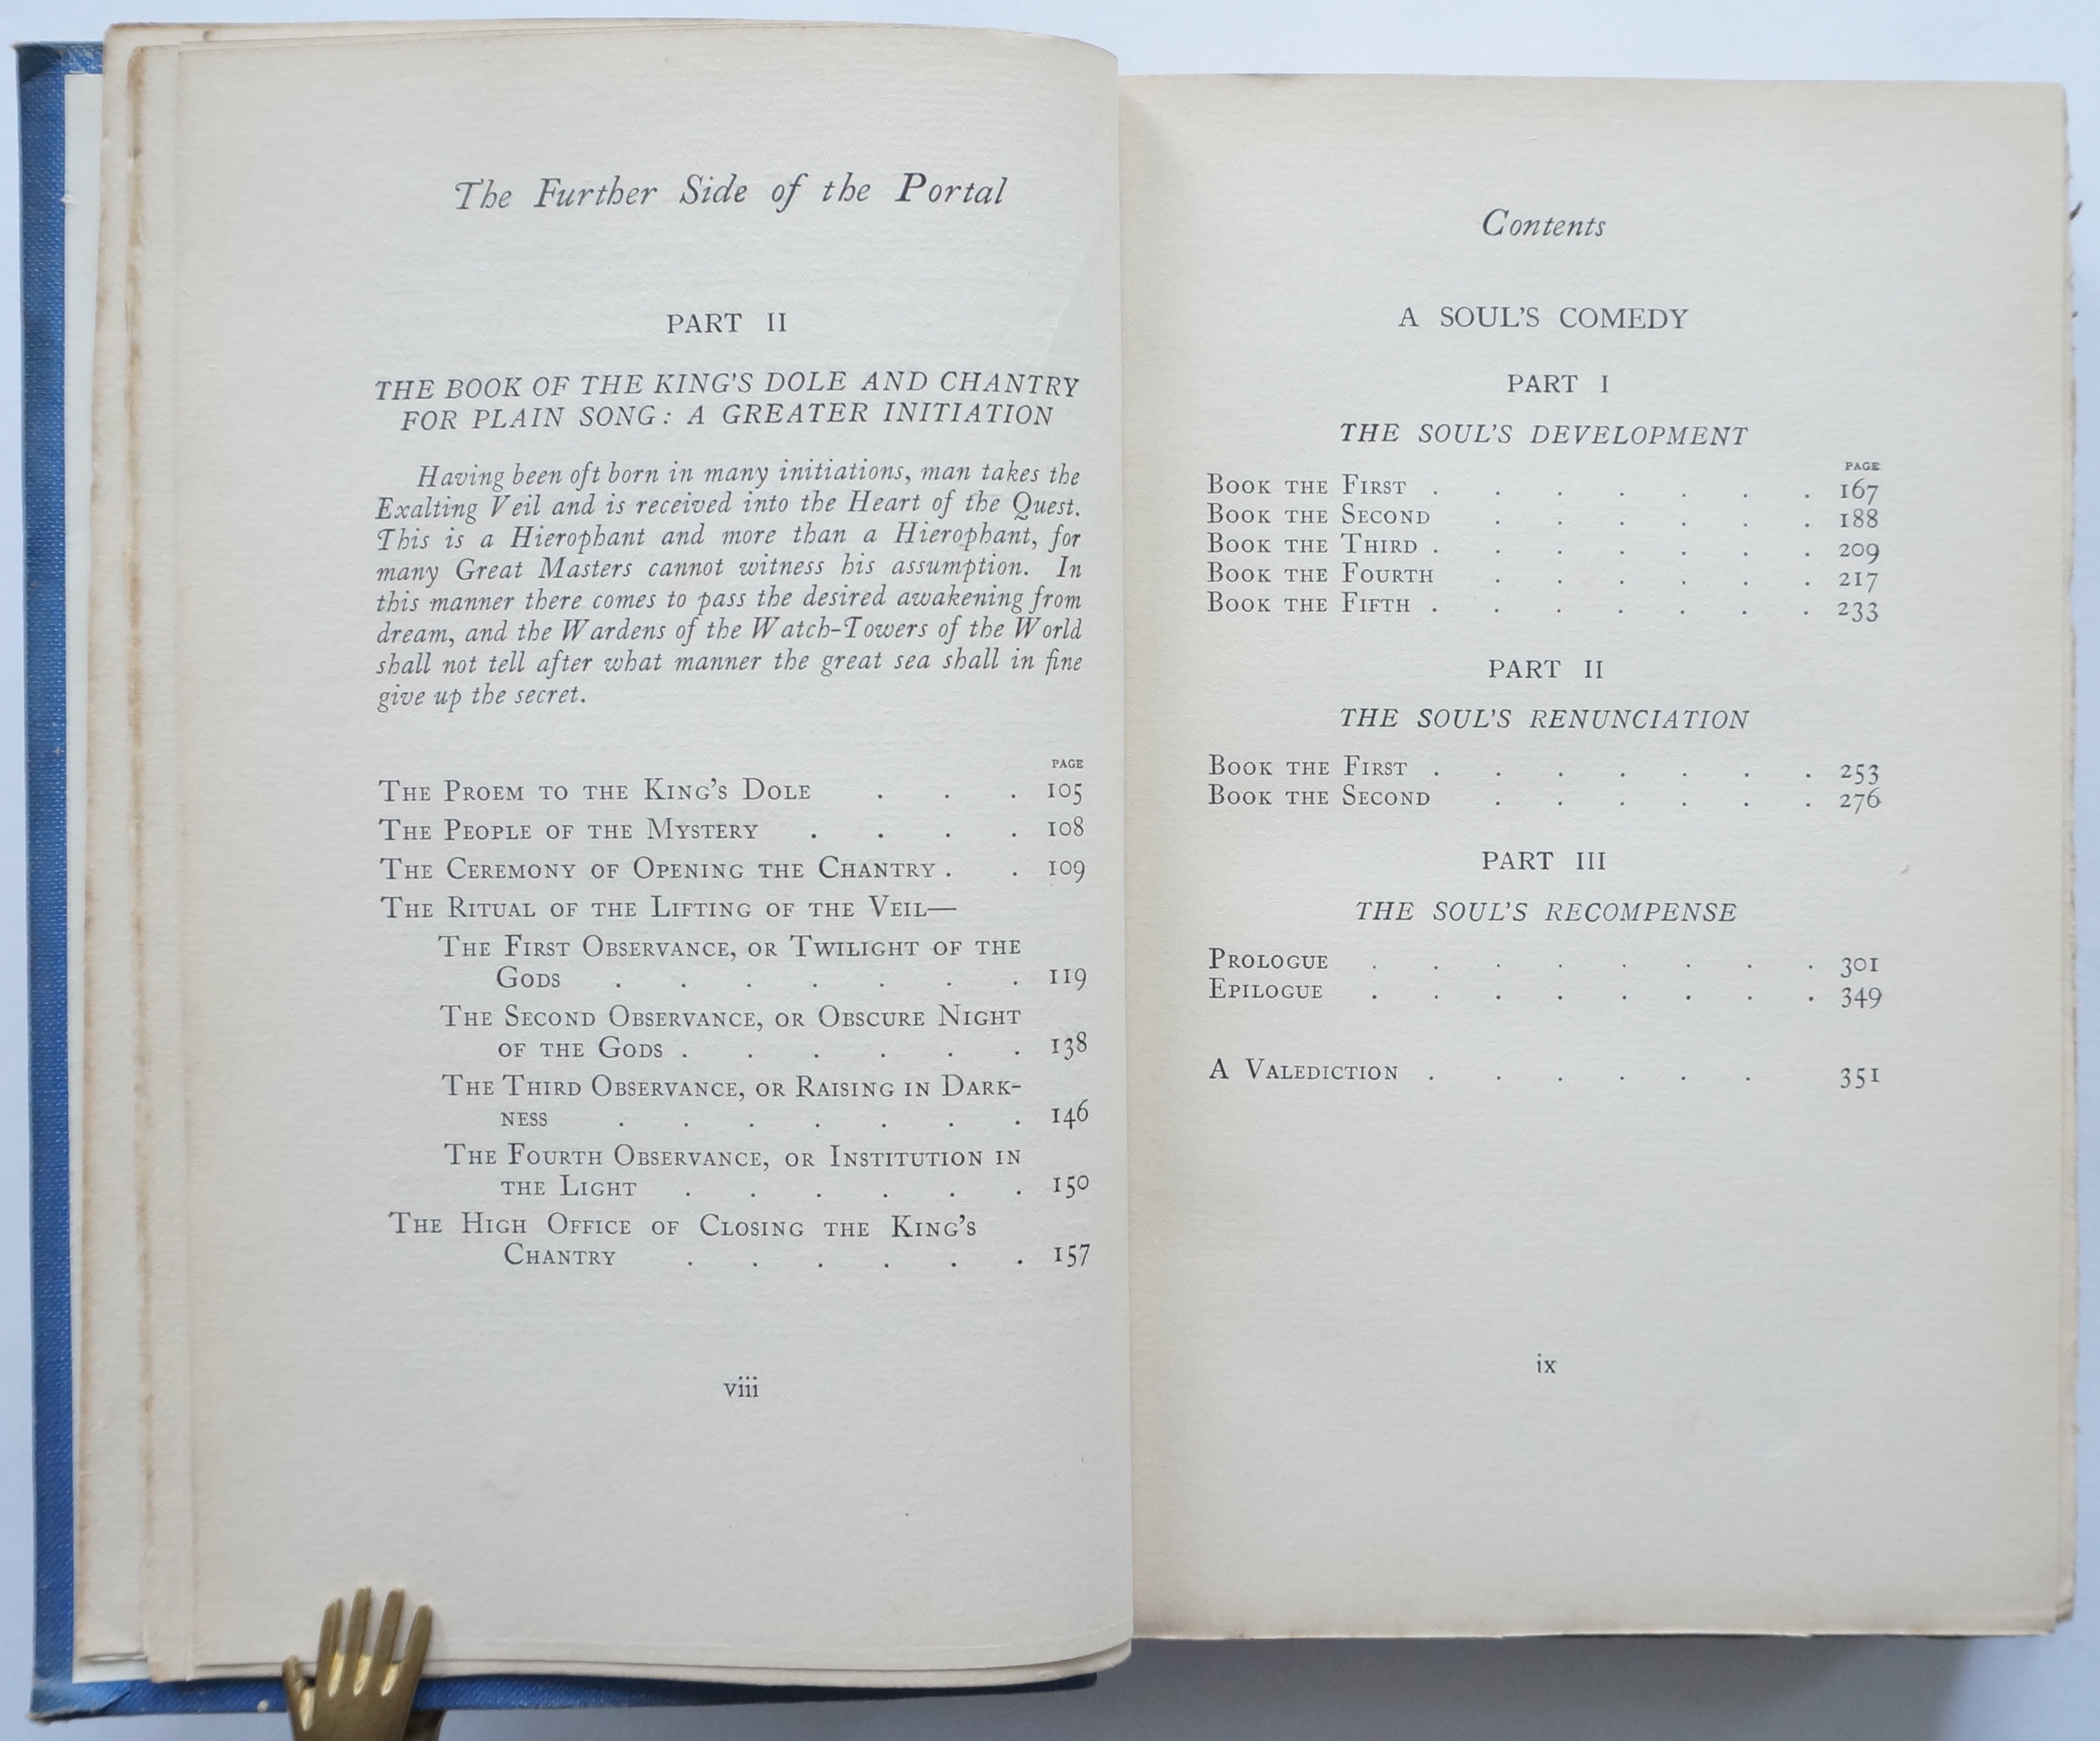 The Further Side of the Portal
PART II
THE BOOK OF THE KING'S DOLE AND CHANTRY
FOR PLAIN SONG: A GREATER INITIATION
Having been oft born in many initiations, man takes the
Exalting Veil and is received into the Heart of the Quest.
This is a Hierophant and more than a Hierophant, for
many Great Masters cannot witness his assumption. In
this manner there comes to pass the desired awakening from
dream, and the Wardens of the Watch-Towers of the World
shall not tell after what manner the great sea shall in fine
give up the secret.
PAGE
The Proem to the King's Dole . . . 105
The People of the Mystery . . . . 108
The Ceremony of Opening the Chantry . . 109
The Ritual of the Lifting of the Veil—
The First Observance, or Twilight of the
Gods . . . . . . . 119
The Second Observance, or Obscure Night
of the Gods . . . . . . 138
The Third Observance, or Raising in Dark-
ness . . . . . . . 146
The Fourth Observance, or Institution in
the Light . . . . . . 150
The High Office of Closing the King's
Chantry . . . . . . 157
viii
Contents
A SOUL'S COMEDY
PART I
THE SOUL'S DEVELOPMENT
PAGE
Book the First . . . . . . . 167
Book the Second . . . . . . 188
Book the Third . . . . . . . 209
Book the Fourth . . . . . . 217
Book the Fifth . . . . . . . 233
PART II
THE SOUL'S RENUNCIATION
Book the First . . . . . . . 253
Book the Second . . . . . . 276
PART III
THE SOUL'S RECOMPENSE
Prologue . . . . . . . . 301
Epilogue . . . . . . . . 349
A Valediction . . . . . . 351
ix